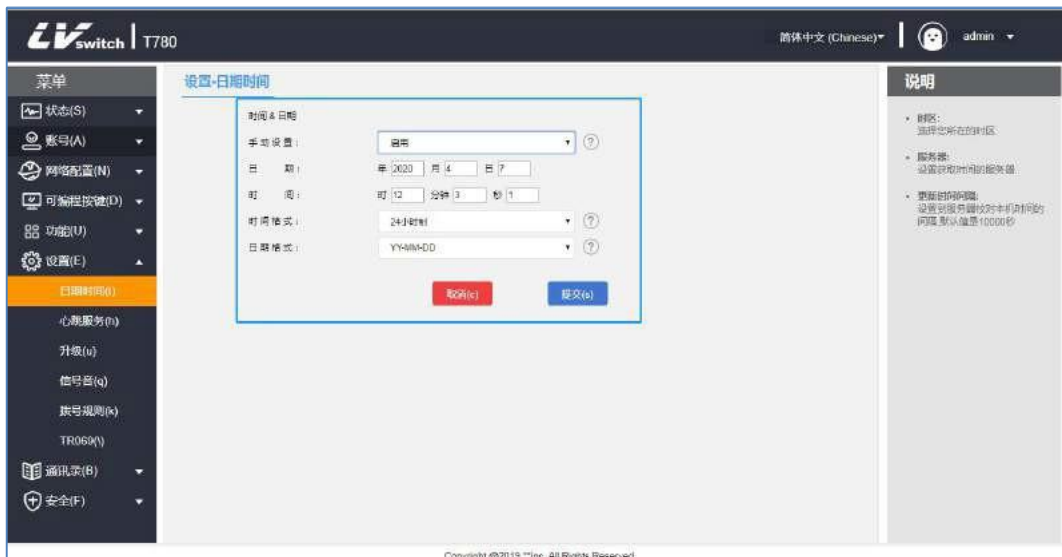 LV switch | T780
简体中文 (Chinese)
admin
菜单
状态(S)
账号(A)
网络配置(N)
可编程按键(D)
功能(U)
设置(E)
日期时间(i)
心跳服务(h)
升级(u)
信号音(q)
拨号规则(k)
TR069(\)
通讯录(B)
安全(F)
设置-日期时间
时间 & 日期
手动设置: 启用
日 期: 年 2020 月 4 日 7
时 间: 时 12 分钟 3 秒 1
时间格式: 24小时制
日期格式: YY-MM-DD
取消(c) 提交(s)
说明
时区:
选择您所在的时区
服务器:
设置获取时间的服务器
更新时间间隔:
设置到服务器校对本机时间的
间隔,默认值是10000秒
Copyright @2019 **Inc. All Rights Reserved